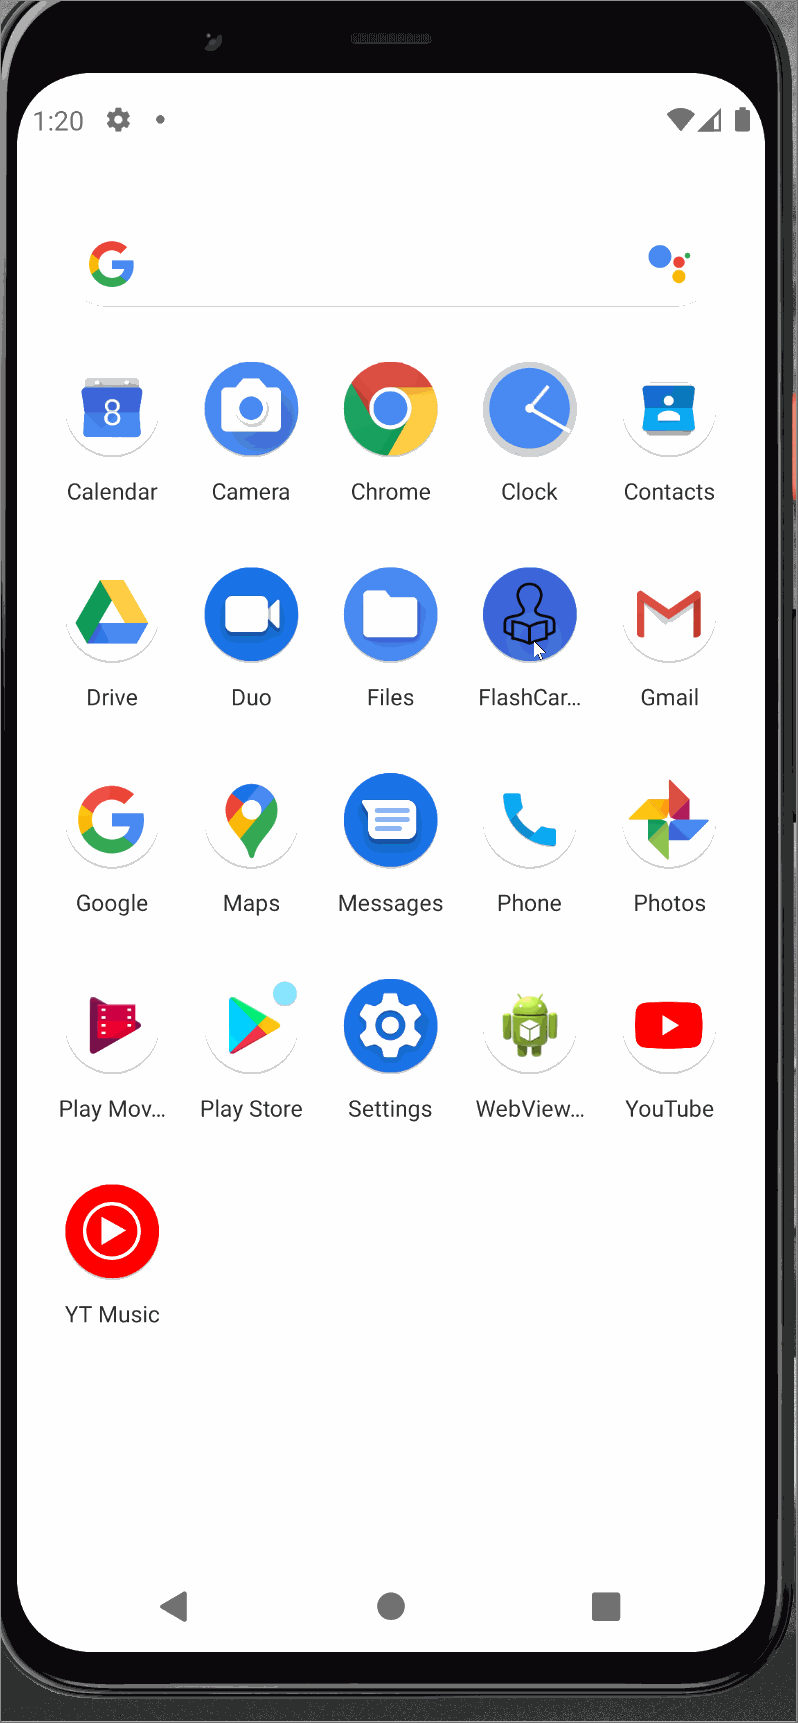 1:20
8
Calendar
Camera
Chrome
Clock
Contacts
Drive
Duo
Files
FlashCar...
Gmail
Google
Maps
Messages
Phone
Photos
Play Mov...
Play Store
Settings
WebView...
YouTube
YT Music